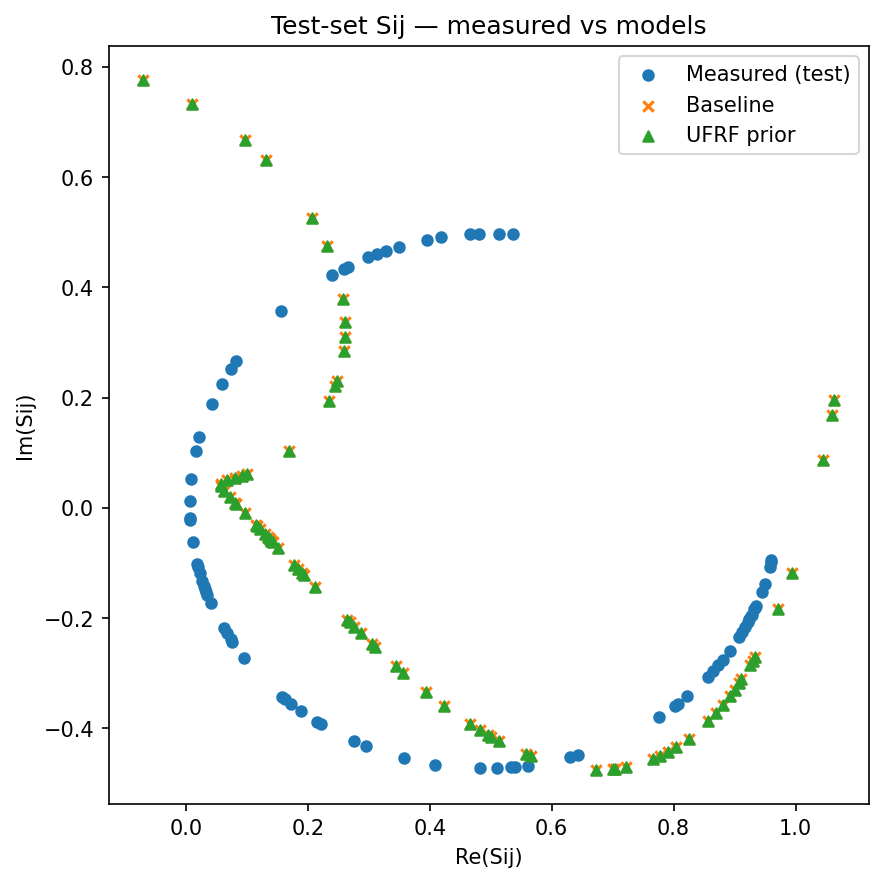 Test-set Sij — measured vs models
Measured (test)
Baseline
UFRF prior
Im(Sij)
0.8
0.6
0.4
0.2
0.0
−0.2
−0.4
0.0 0.2 0.4 0.6 0.8 1.0
Re(Sij)